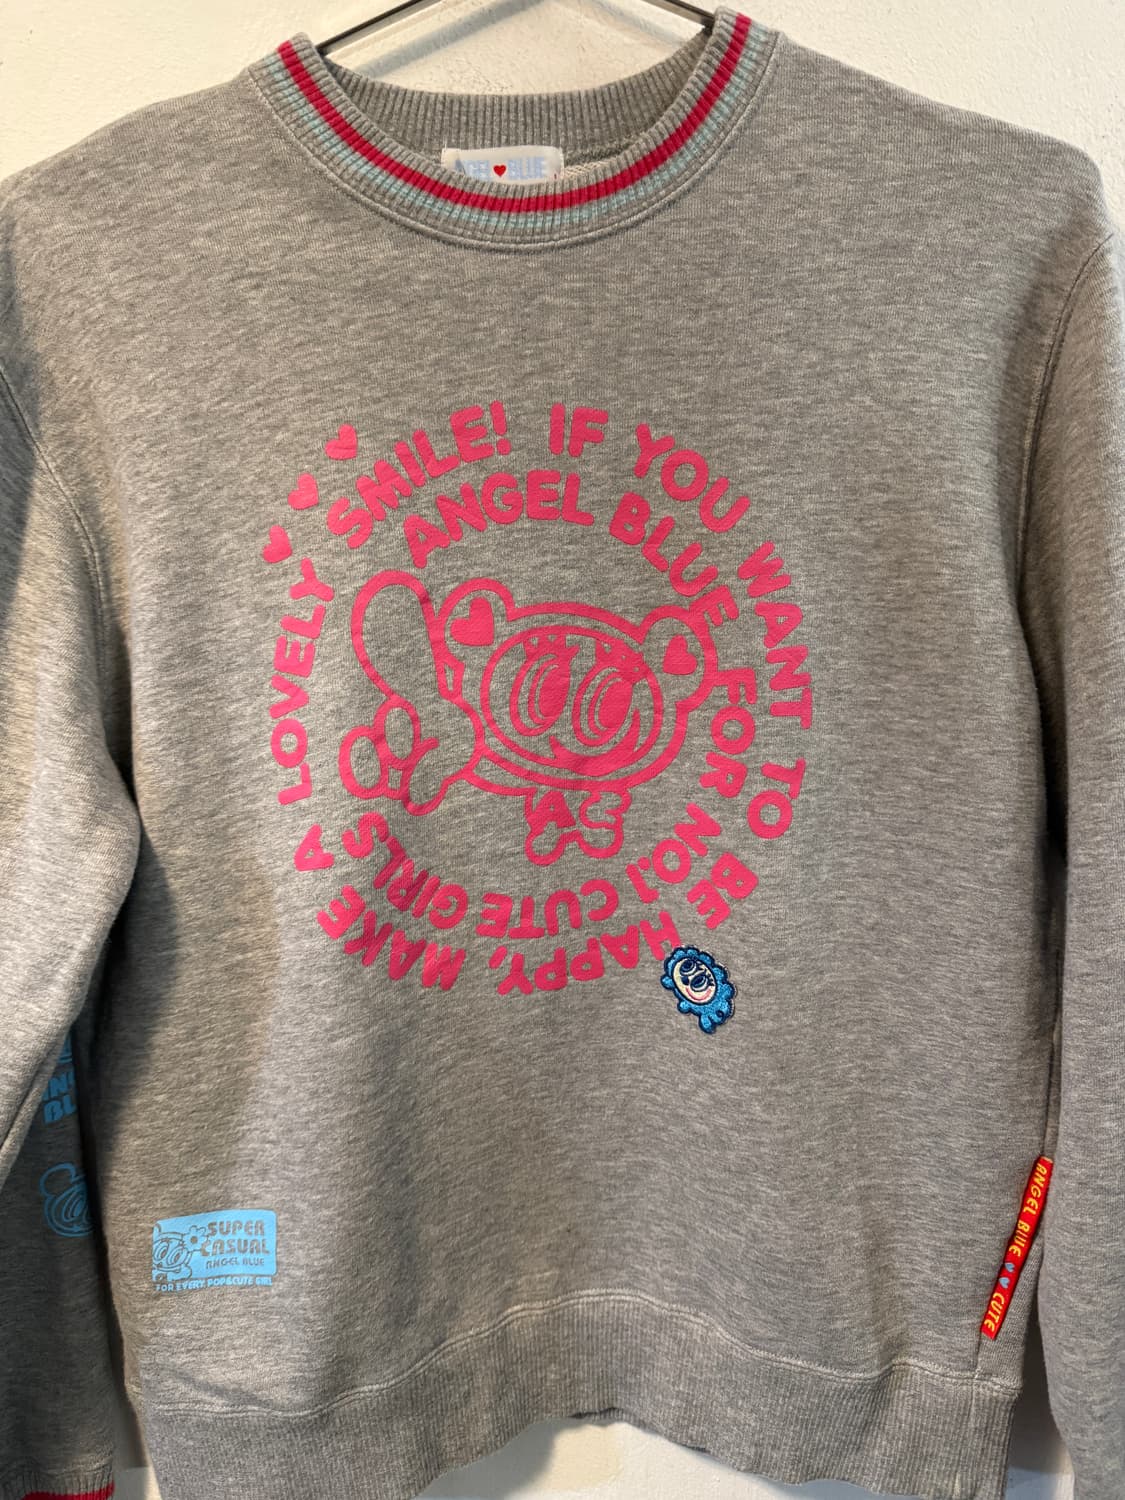 ANGEL ♥ BLUE
IF YOU WANT TO BE HAPPY, MAKE A LOVELY SMILE!
ANGEL BLUE FOR NO.1 CUTE GIRLS
A
SUPER
CASUAL
ANGEL BLUE
FOR EVERY POP&CUTE GIRL
ANGEL BLUE ♥♥ CUTE